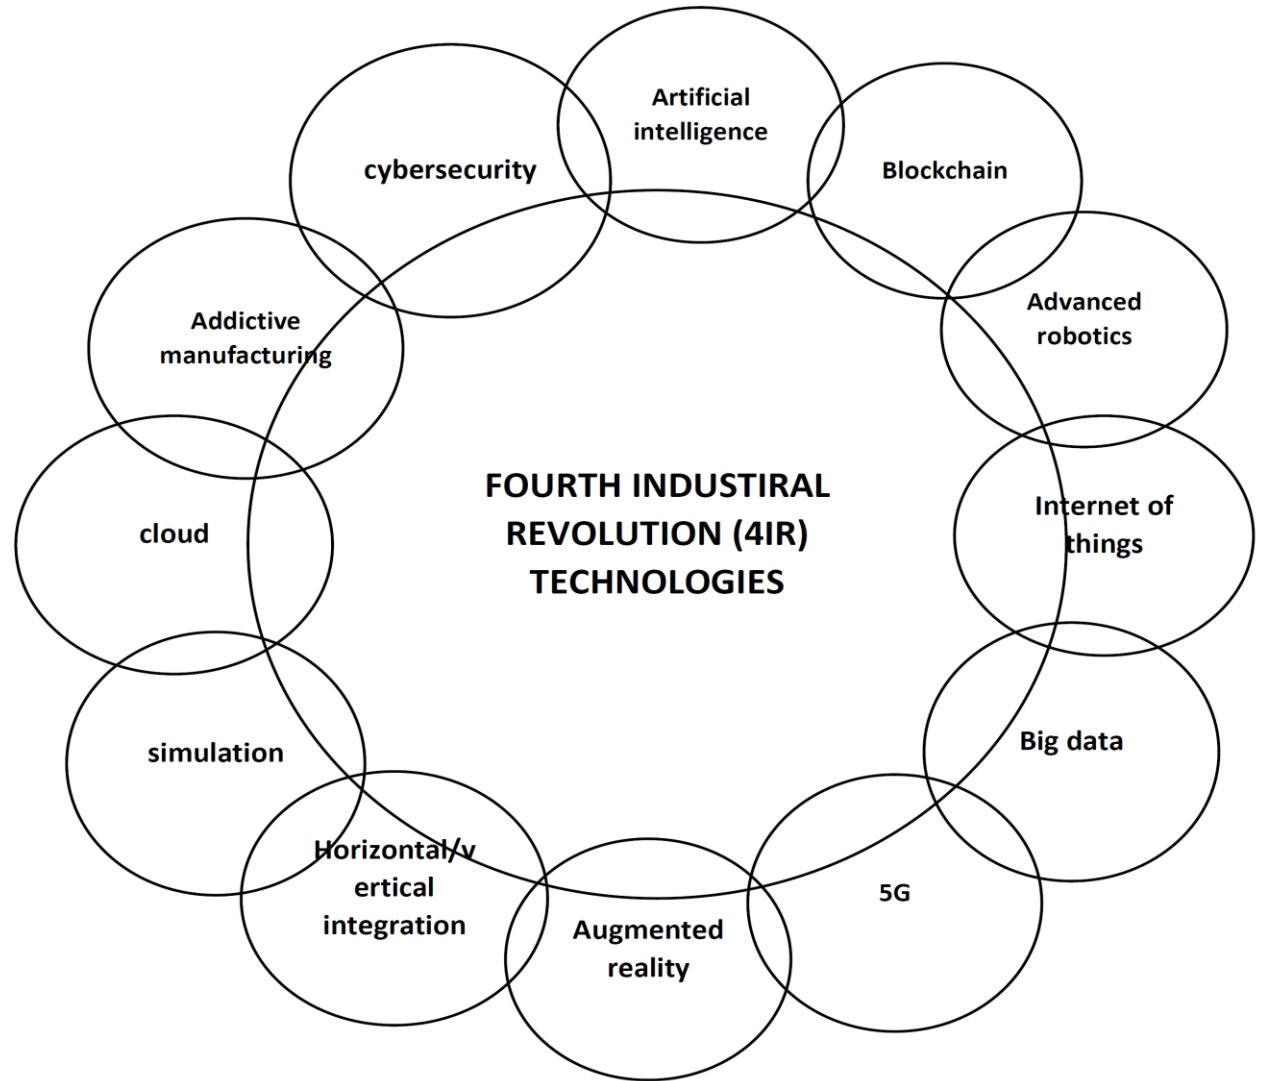 Artificial
intelligence
Blockchain
Advanced
robotics
Internet of
things
Big data
5G
Augmented
reality
Horizontal/v
ertical
integration
simulation
cloud
Addictive
manufacturing
cybersecurity
FOURTH INDUSTIRAL
REVOLUTION (4IR)
TECHNOLOGIES